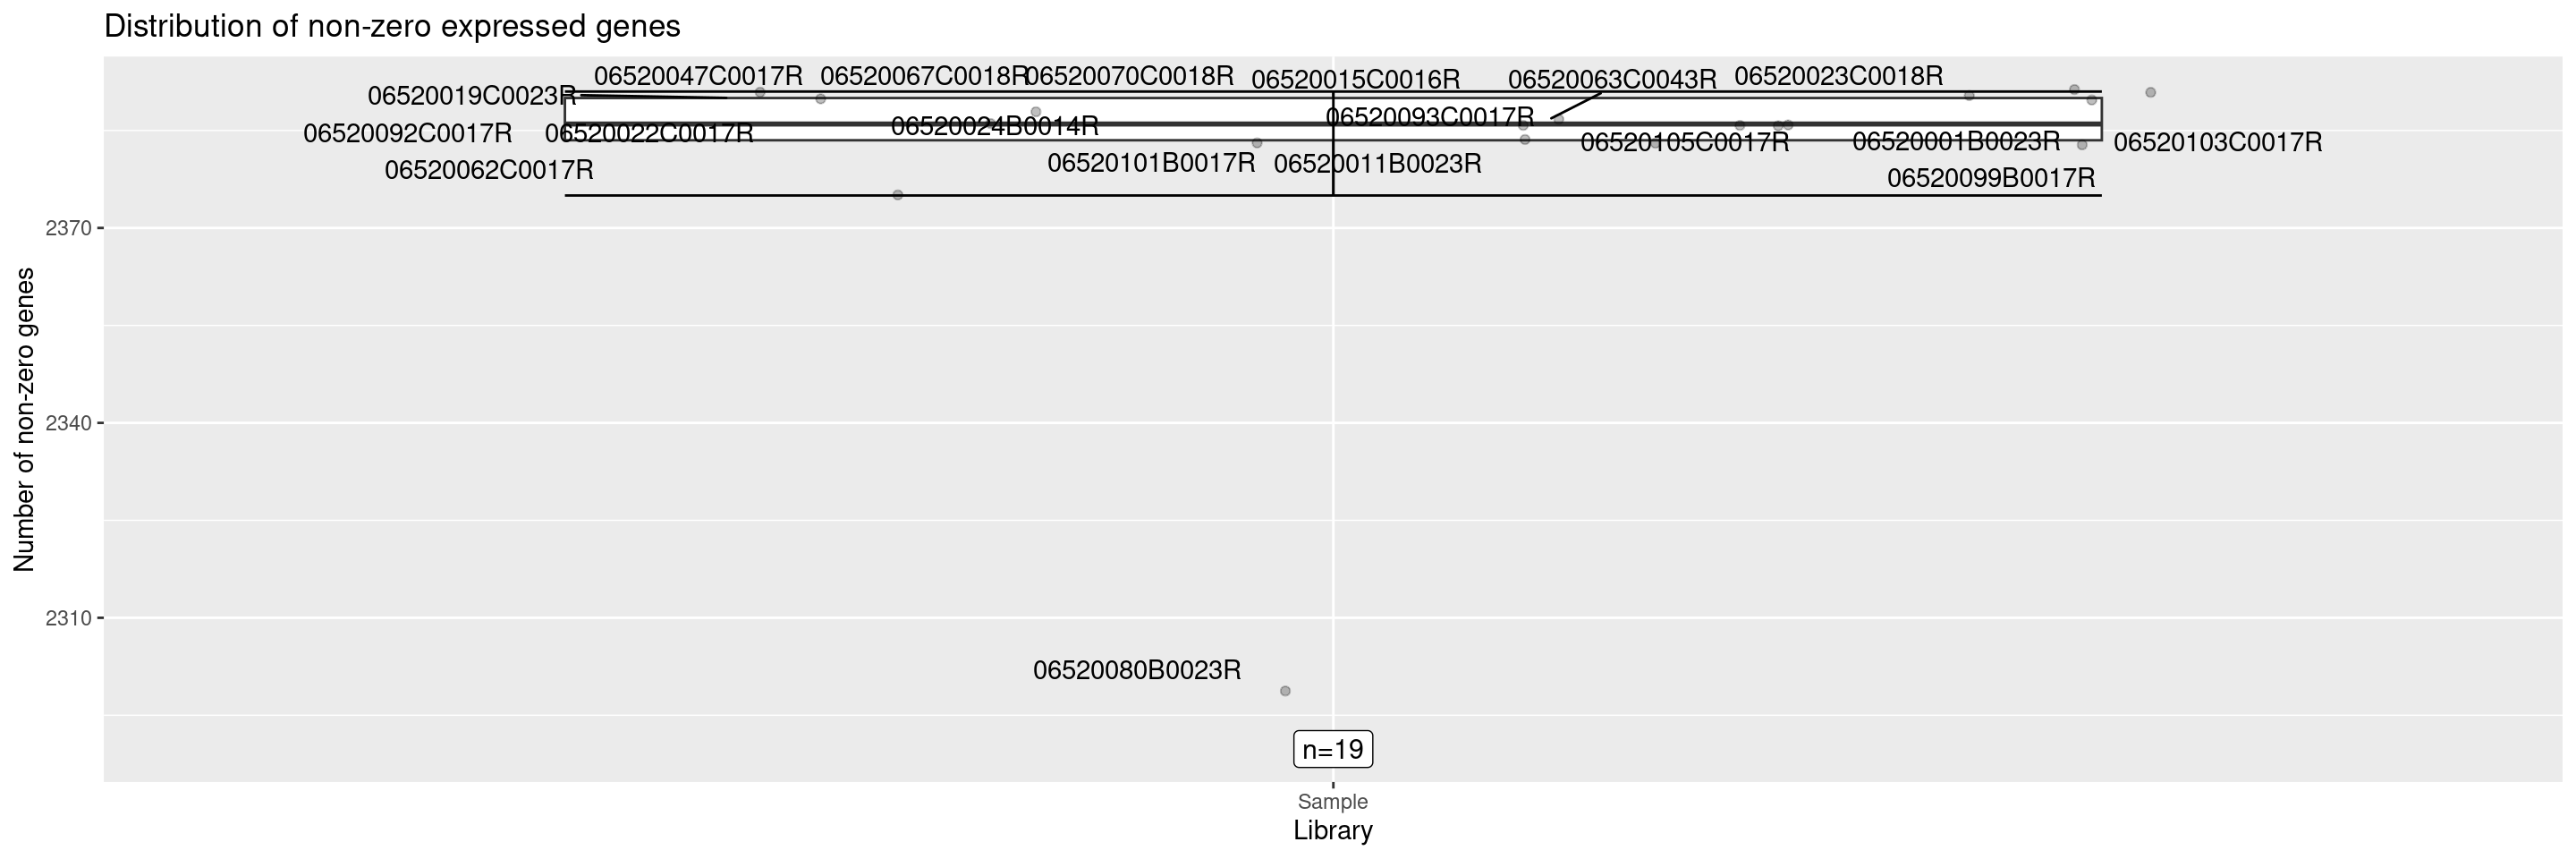 Distribution of non-zero expressed genes
06520047C0017R
06520067C0018R
06520070C0018R
06520015C0016R
06520063C0043R
06520023C0018R
06520019C0023R
06520093C0017R
06520092C0017R
06520022C0017R
06520024B0014R
06520105C0017R
06520001B0023R
06520103C0017R
06520062C0017R
06520101B0017R
06520011B0023R
06520099B0017R
2370
2340
2310
Number of non-zero genes
06520080B0023R
n=19
Sample
Library